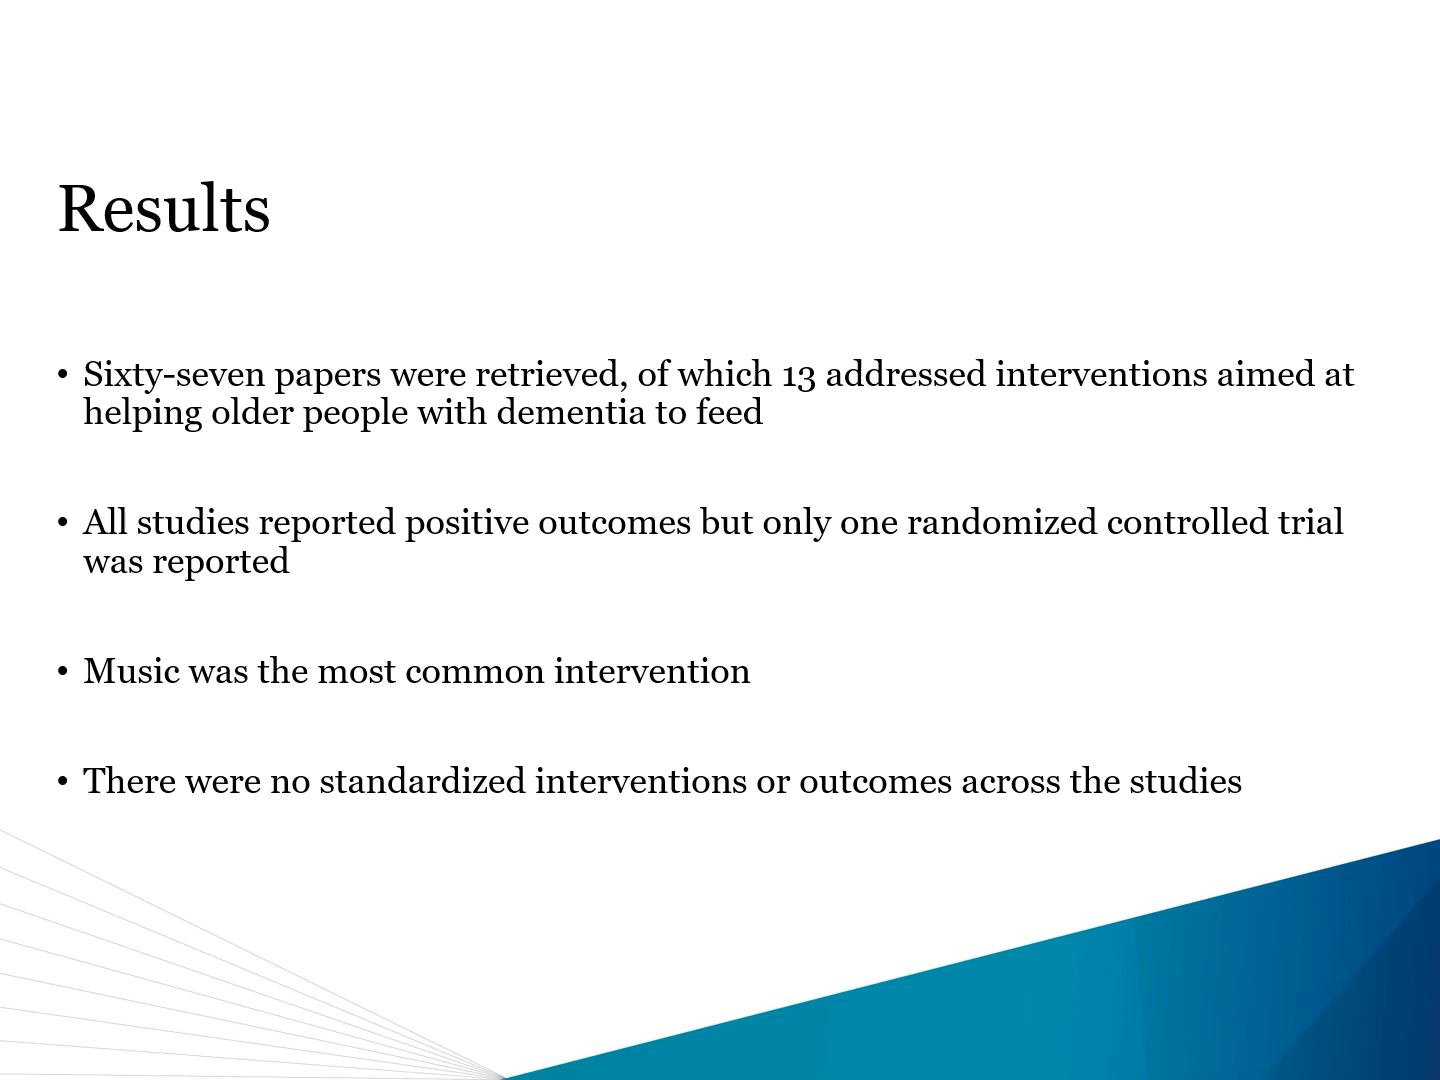 Results
• Sixty-seven papers were retrieved, of which 13 addressed interventions aimed at
helping older people with dementia to feed
• All studies reported positive outcomes but only one randomized controlled trial
was reported
• Music was the most common intervention
• There were no standardized interventions or outcomes across the studies